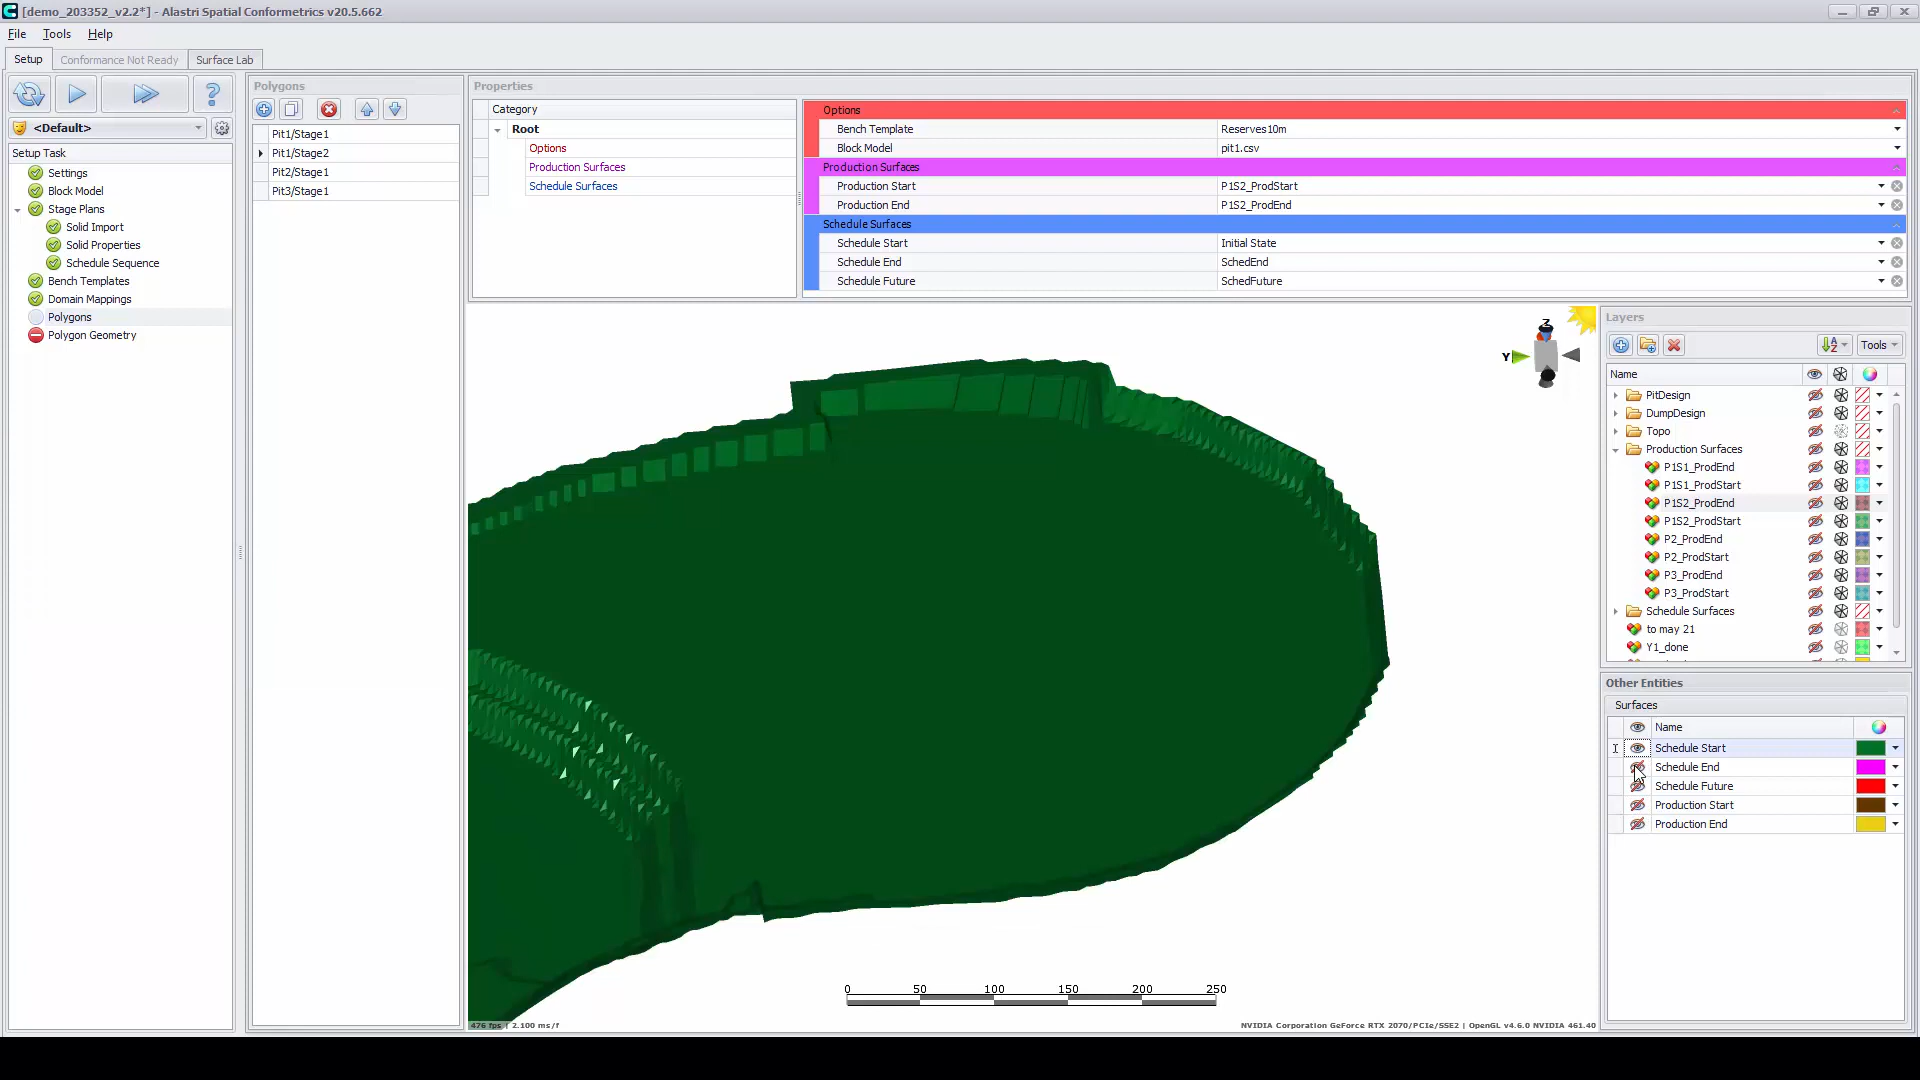 [demo_203352_v2.2*] - Alastri Spatial Conformetrics v20.5.662
File Tools Help
Setup Conformance Not Ready Surface Lab
<Default>
Setup Task
Settings
Block Model
Stage Plans
Solid Import
Solid Properties
Schedule Sequence
Bench Templates
Domain Mappings
Polygons
Polygon Geometry
Polygons
Pit1/Stage1
Pit1/Stage2
Pit2/Stage1
Pit3/Stage1
Properties
Category
Root
Options
Production Surfaces
Schedule Surfaces
Options
Bench Template Reserves10m
Block Model pit1.csv
Production Surfaces
Production Start P1S2_ProdStart
Production End P1S2_ProdEnd
Schedule Surfaces
Schedule Start Initial State
Schedule End SchedEnd
Schedule Future SchedFuture
Z
Y
0 50 100 150 200 250
476 fps | 2.100 ms/f
NVIDIA Corporation GeForce RTX 2070/PCIe/SSE2 | OpenGL v4.6.0 NVIDIA 461.40
Layers
Tools
Name
PitDesign
DumpDesign
Topo
Production Surfaces
P1S1_ProdEnd
P1S1_ProdStart
P1S2_ProdEnd
P1S2_ProdStart
P2_ProdEnd
P2_ProdStart
P3_ProdEnd
P3_ProdStart
Schedule Surfaces
to may 21
Y1_done
Other Entities
Surfaces
Name
Schedule Start
Schedule End
Schedule Future
Production Start
Production End